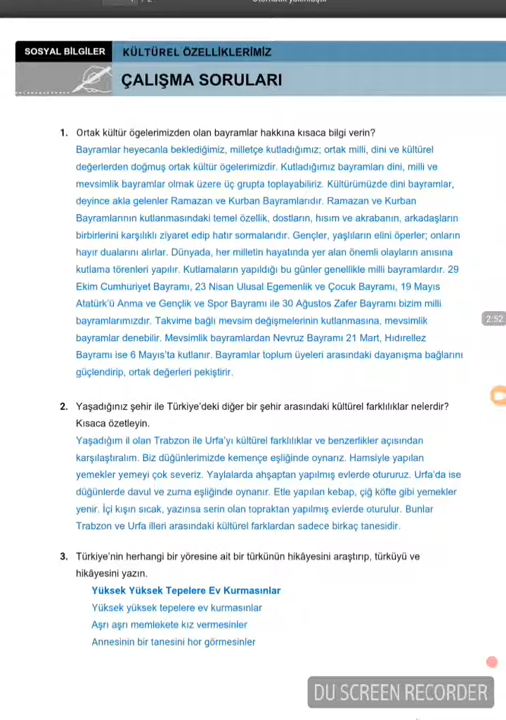 SOSYAL BİLGİLER
KÜLTÜREL ÖZELLİKLERİMİZ
ÇALIŞMA SORULARI
1. Ortak kültür ögelerimizden olan bayramlar hakkına kısaca bilgi verin?
Bayramlar heyecanla beklediğimiz, milletçe kutladığımız; ortak milli, dini ve kültürel
değerlerden doğmuş ortak kültür ögelerimizdir. Kutladığımız bayramları dini, milli ve
mevsimlik bayramlar olmak üzere üç grupta toplayabiliriz. Kültürümüzde dini bayramlar,
deyince akla gelenler Ramazan ve Kurban Bayramlarıdır. Ramazan ve Kurban
Bayramlarının kutlanmasındaki temel özellik, dostların, hısım ve akrabanın, arkadaşların
birbirlerini karşılıklı ziyaret edip hatır sormalarıdır. Gençler, yaşlıların elini öperler; onların
hayır dualarını alırlar. Dünyada, her milletin hayatında yer alan önemli olayların anısına
kutlama törenleri yapılır. Kutlamaların yapıldığı bu günler genellikle milli bayramlardır. 29
Ekim Cumhuriyet Bayramı, 23 Nisan Ulusal Egemenlik ve Çocuk Bayramı, 19 Mayıs
Atatürk'ü Anma ve Gençlik ve Spor Bayramı ile 30 Ağustos Zafer Bayramı bizim milli
bayramlarımızdır. Takvime bağlı mevsim değişmelerinin kutlanmasına, mevsimlik
bayramlar denebilir. Mevsimlik bayramlardan Nevruz Bayramı 21 Mart, Hıdırellez
Bayramı ise 6 Mayıs'ta kutlanır. Bayramlar toplum üyeleri arasındaki dayanışma bağlarını
güçlendirip, ortak değerleri pekiştirir.
2:52
2. Yaşadığınız şehir ile Türkiye'deki diğer bir şehir arasındaki kültürel farklılıklar nelerdir?
Kısaca özetleyin.
Yaşadığım il olan Trabzon ile Urfa'yı kültürel farklılıklar ve benzerlikler açısından
karşılaştıralım. Biz düğünlerimizde kemençe eşliğinde oynarız. Hamsiyle yapılan
yemekler yemeyi çok severiz. Yaylalarda ahşaptan yapılmış evlerde otururuz. Urfa'da ise
düğünlerde davul ve zurna eşliğinde oynanır. Etle yapılan kebap, çiğ köfte gibi yemekler
yenir. İçi kışın sıcak, yazınsa serin olan topraktan yapılmış evlerde oturulur. Bunlar
Trabzon ve Urfa illeri arasındaki kültürel farklardan sadece birkaç tanesidir.
3. Türkiye'nin herhangi bir yöresine ait bir türkünün hikâyesini araştırıp, türküyü ve
hikâyesini yazın.
Yüksek Yüksek Tepelere Ev Kurmasınlar
Yüksek yüksek tepelere ev kurmasınlar
Aşrı aşrı memlekete kız vermesinler
Annesinin bir tanesini hor görmesinler
DU SCREEN RECORDER